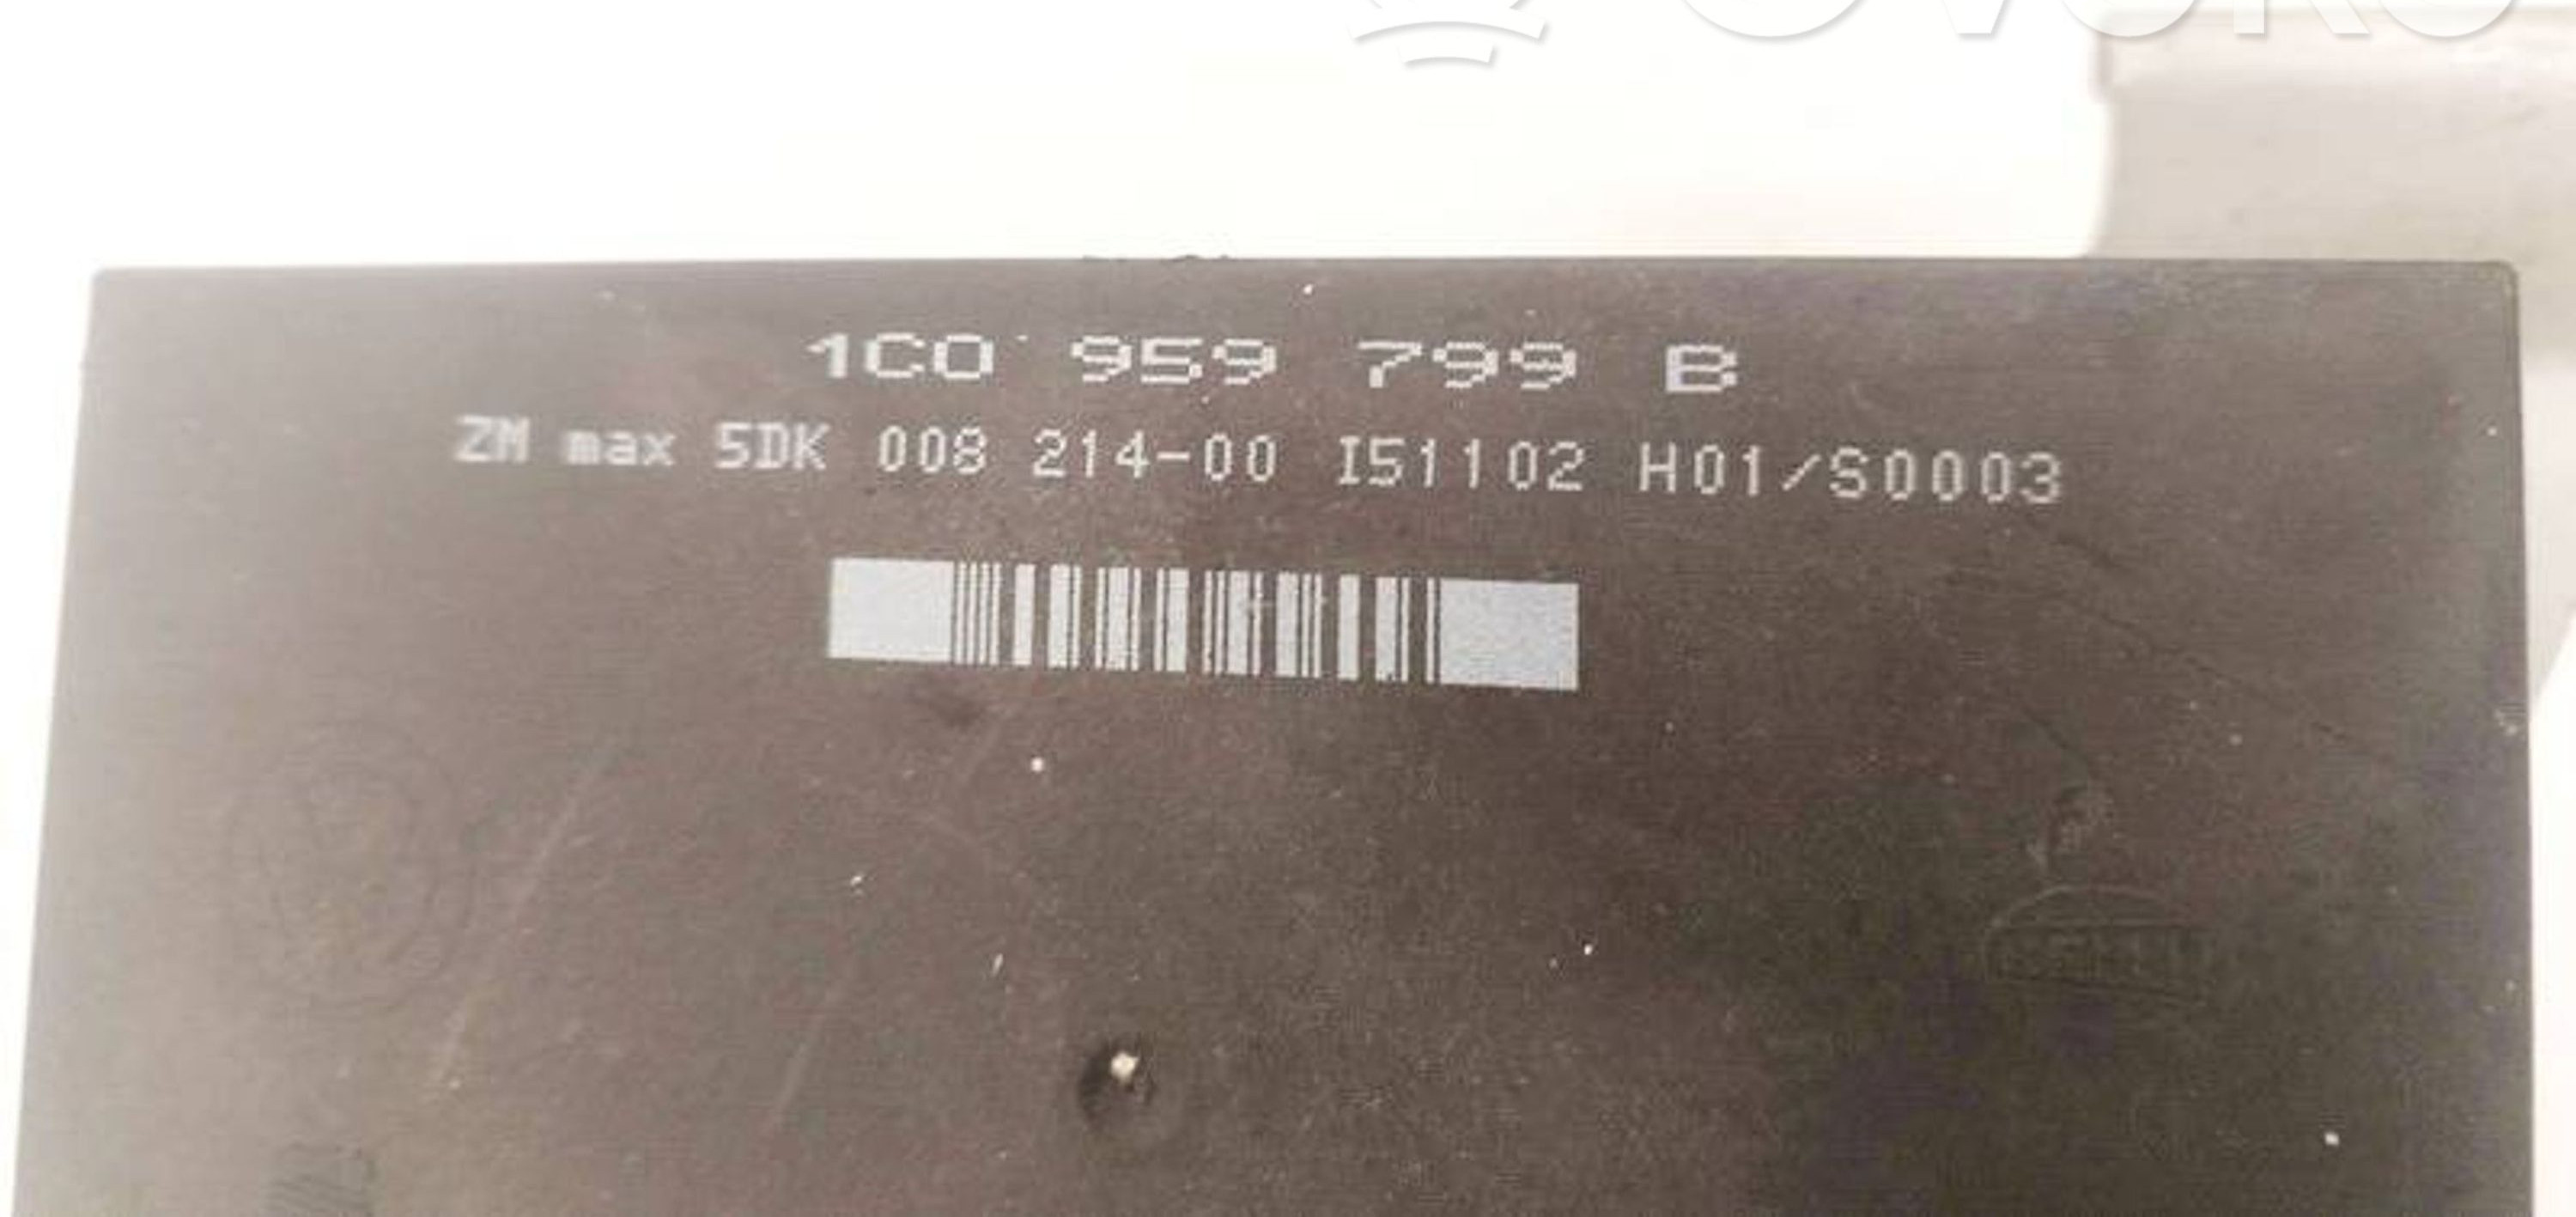 1C0 959 799 B
ZM max 5DK 008 214-00 I51102 H01/S0003